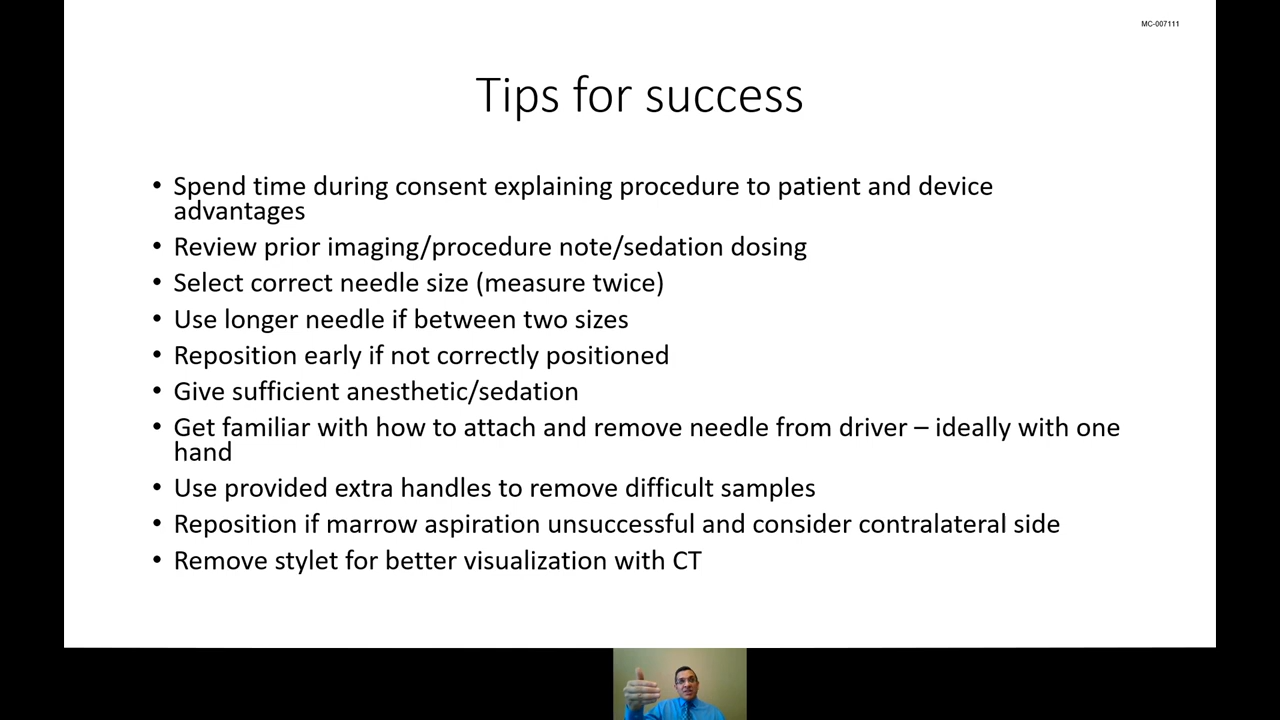 MC-007111
Tips for success
• Spend time during consent explaining procedure to patient and device
advantages
• Review prior imaging/procedure note/sedation dosing
• Select correct needle size (measure twice)
• Use longer needle if between two sizes
• Reposition early if not correctly positioned
• Give sufficient anesthetic/sedation
• Get familiar with how to attach and remove needle from driver – ideally with one
hand
• Use provided extra handles to remove difficult samples
• Reposition if marrow aspiration unsuccessful and consider contralateral side
• Remove stylet for better visualization with CT